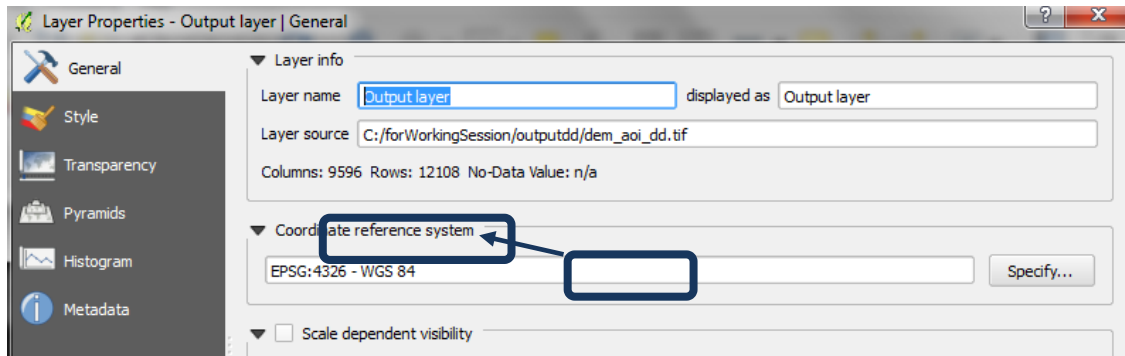 Layer Properties - Output layer | General
General
Style
Transparency
Pyramids
Histogram
Metadata
Layer info
Layer name Output layer displayed as Output layer
Layer source C:/forWorkingSession/outputdd/dem_aoi_dd.tif
Columns: 9596 Rows: 12108 No-Data Value: n/a
Coordinate reference system
EPSG:4326 - WGS 84 Specify...
Scale dependent visibility